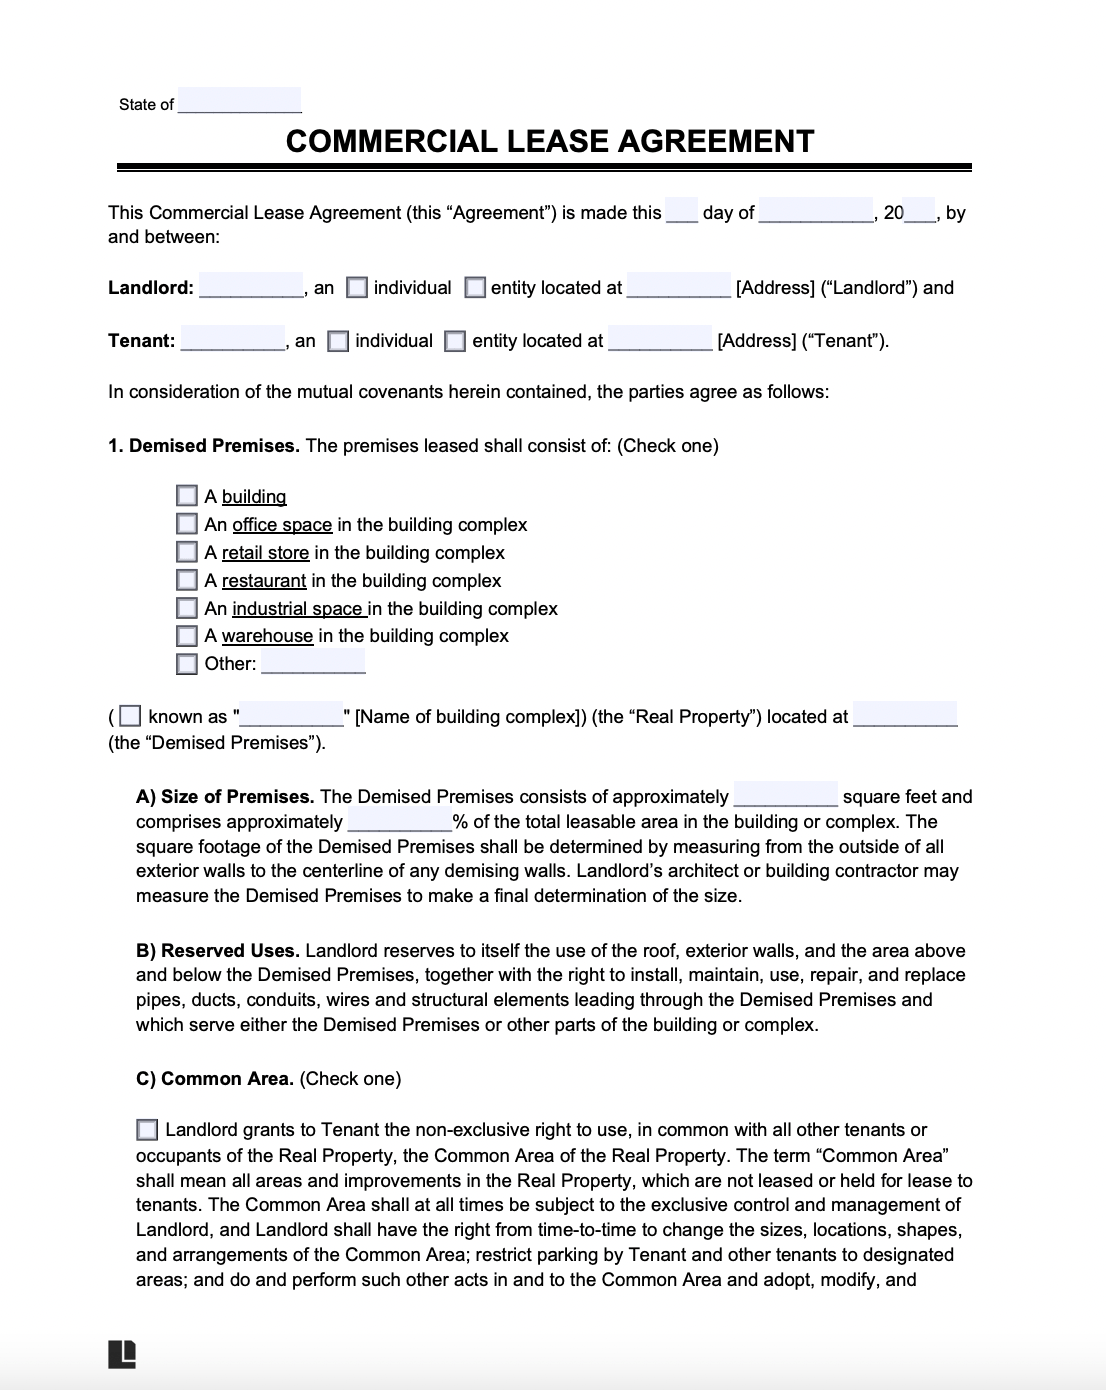 State of ____________
COMMERCIAL LEASE AGREEMENT
This Commercial Lease Agreement (this “Agreement”) is made this ___ day of ___________, 20___, by
and between:
Landlord: __________, an ☐ individual ☐ entity located at __________ [Address] (“Landlord”) and
Tenant: __________, an ☐ individual ☐ entity located at __________ [Address] (“Tenant”).
In consideration of the mutual covenants herein contained, the parties agree as follows:
1. Demised Premises. The premises leased shall consist of: (Check one)
☐ A building
☐ An office space in the building complex
☐ A retail store in the building complex
☐ A restaurant in the building complex
☐ An industrial space in the building complex
☐ A warehouse in the building complex
☐ Other: __________
( ☐ known as "__________" [Name of building complex]) (the “Real Property”) located at __________
(the “Demised Premises”).
A) Size of Premises. The Demised Premises consists of approximately __________ square feet and
comprises approximately __________% of the total leasable area in the building or complex. The
square footage of the Demised Premises shall be determined by measuring from the outside of all
exterior walls to the centerline of any demising walls. Landlord’s architect or building contractor may
measure the Demised Premises to make a final determination of the size.
B) Reserved Uses. Landlord reserves to itself the use of the roof, exterior walls, and the area above
and below the Demised Premises, together with the right to install, maintain, use, repair, and replace
pipes, ducts, conduits, wires and structural elements leading through the Demised Premises and
which serve either the Demised Premises or other parts of the building or complex.
C) Common Area. (Check one)
☐ Landlord grants to Tenant the non-exclusive right to use, in common with all other tenants or
occupants of the Real Property, the Common Area of the Real Property. The term “Common Area”
shall mean all areas and improvements in the Real Property, which are not leased or held for lease to
tenants. The Common Area shall at all times be subject to the exclusive control and management of
Landlord, and Landlord shall have the right from time-to-time to change the sizes, locations, shapes,
and arrangements of the Common Area; restrict parking by Tenant and other tenants to designated
areas; and do and perform such other acts in and to the Common Area and adopt, modify, and